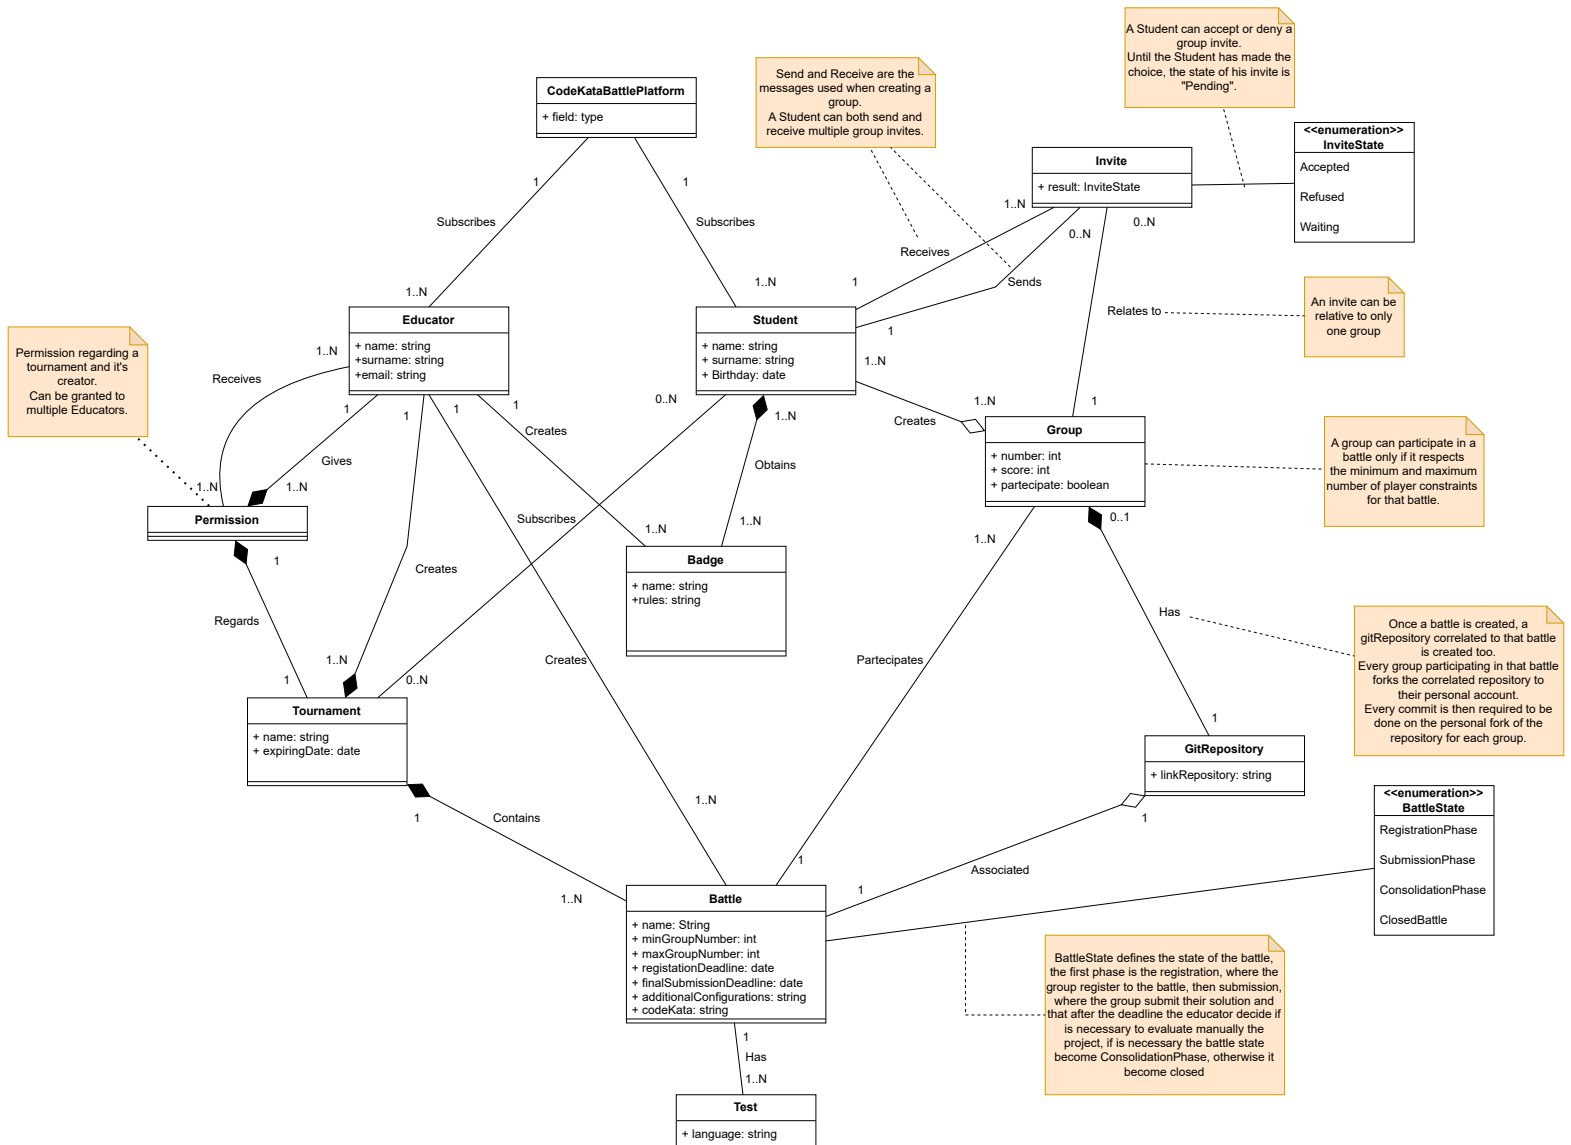 A Student can accept or deny a
group invite.
Until the Student has made the
choice, the state of his invite is
"Pending".
Send and Receive are the
messages used when creating a
group.
A Student can both send and
receive multiple group invites.
CodeKataBattlePlatform
+ field: type
<<enumeration>>
InviteState
Accepted
Refused
Waiting
Invite
+ result: InviteState
1
1
Subscribes
Subscribes
1..N
0..N
0..N
Receives
Sends
1..N
1..N
1
1
Relates to
An invite can be
relative to only
one group
Educator
+ name: string
+surname: string
+email: string
Student
+ name: string
+ surname: string
+ Birthday: date
Permission regarding a
tournament and it's
creator.
Can be granted to
multiple Educators.
1..N
Receives
1..N
1..N
Creates
1
1
1
1
1
0..N
1..N
Creates
Group
+ number: int
+ score: int
+ partecipate: boolean
A group can participate in a
battle only if it respects
the minimum and maximum
number of player constraints
for that battle.
Gives
Obtains
1..N
1..N
Permission
1
Subscribes
1..N
1..N
0..1
1..N
Badge
+ name: string
+rules: string
Creates
Regards
Has
Once a battle is created, a
gitRepository correlated to that battle
is created too.
Every group participating in that battle
forks the correlated repository to
their personal account.
Every commit is then required to be
done on the personal fork of the
repository for each group.
1..N
1
0..N
Creates
Partecipates
Tournament
+ name: string
+ expiringDate: date
1
GitRepository
+ linkRepository: string
1
Contains
1..N
1
<<enumeration>>
BattleState
RegistrationPhase
SubmissionPhase
ConsolidationPhase
ClosedBattle
1..N
1
1
Associated
Battle
+ name: String
+ minGroupNumber: int
+ maxGroupNumber: int
+ registationDeadline: date
+ finalSubmissionDeadline: date
+ additionalConfigurations: string
+ codeKata: string
BattleState defines the state of the battle,
the first phase is the registration, where the
group register to the battle, then submission,
where the group submit their solution and
that after the deadline the educator decide if
is necessary to evaluate manually the
project, if is necessary the battle state
become ConsolidationPhase, otherwise it
become closed
1
Has
1..N
Test
+ language: string